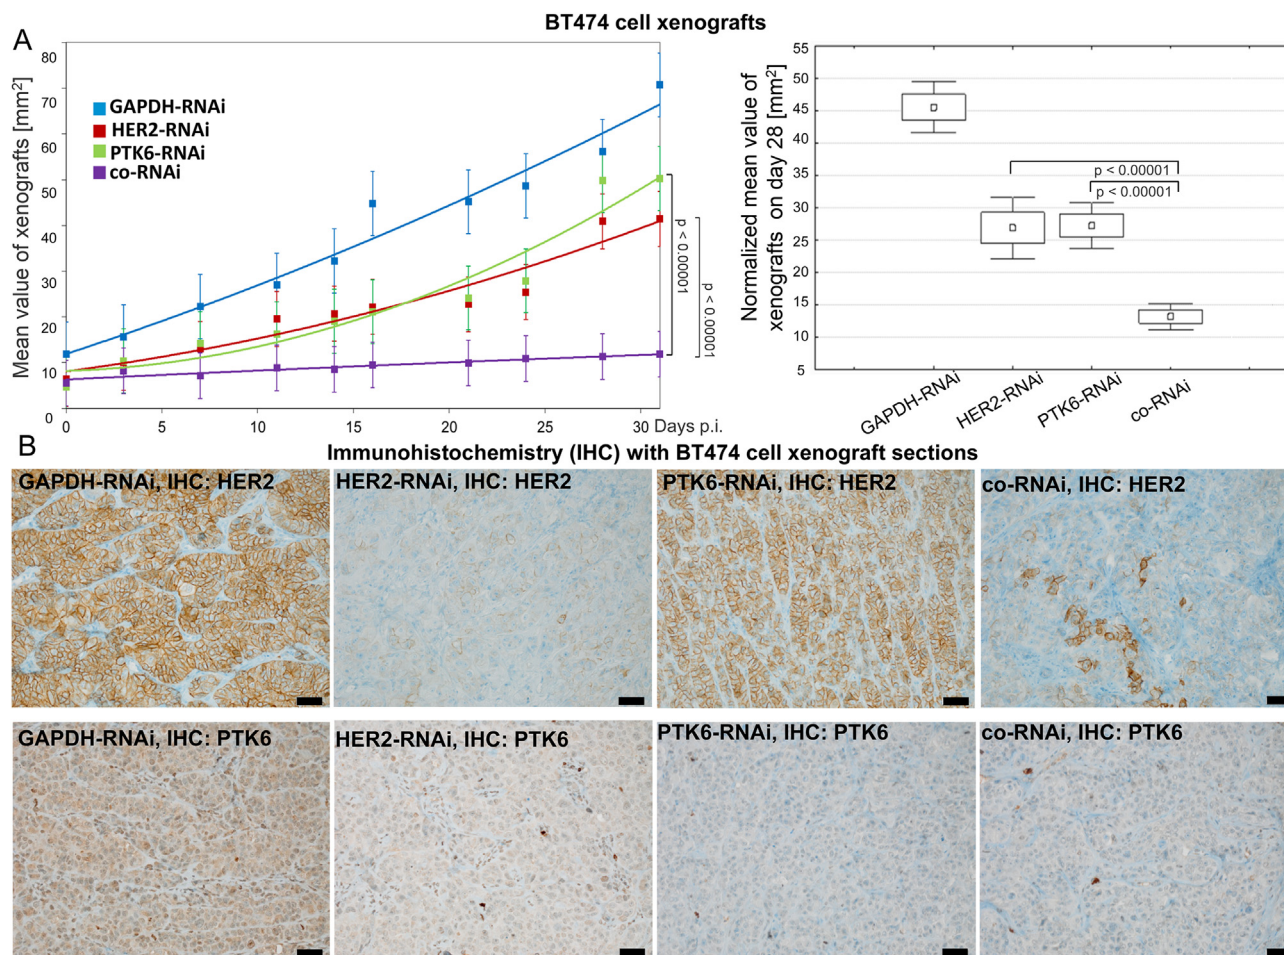 BT474 cell xenografts
A
Mean value of xenografts [mm²]
80
70
60
50
40
30
20
10
0
GAPDH-RNAi
HER2-RNAi
PTK6-RNAi
co-RNAi
p < 0.00001
p < 0.00001
0 5 10 15 20 25 30 Days p.i.
Normalized mean value of
xenografts on day 28 [mm²]
55
50
45
40
35
30
25
20
15
10
5
p < 0.00001
p < 0.00001
GAPDH-RNAi
HER2-RNAi
PTK6-RNAi
co-RNAi
B
Immunohistochemistry (IHC) with BT474 cell xenograft sections
GAPDH-RNAi, IHC: HER2
HER2-RNAi, IHC: HER2
PTK6-RNAi, IHC: HER2
co-RNAi, IHC: HER2
GAPDH-RNAi, IHC: PTK6
HER2-RNAi, IHC: PTK6
PTK6-RNAi, IHC: PTK6
co-RNAi, IHC: PTK6